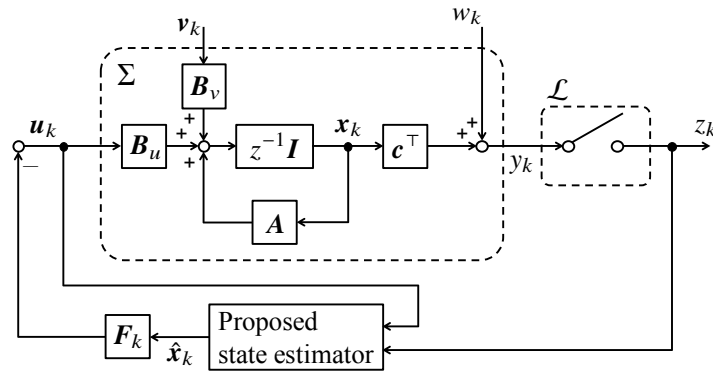 v_k
w_k
Σ
B_v
ℒ
u_k
+
+
x_k
+
+
z_k
−
B_u
+
z^{-1}I
c^⊤
y_k
A
F_k
x̂_k
Proposed
state estimator